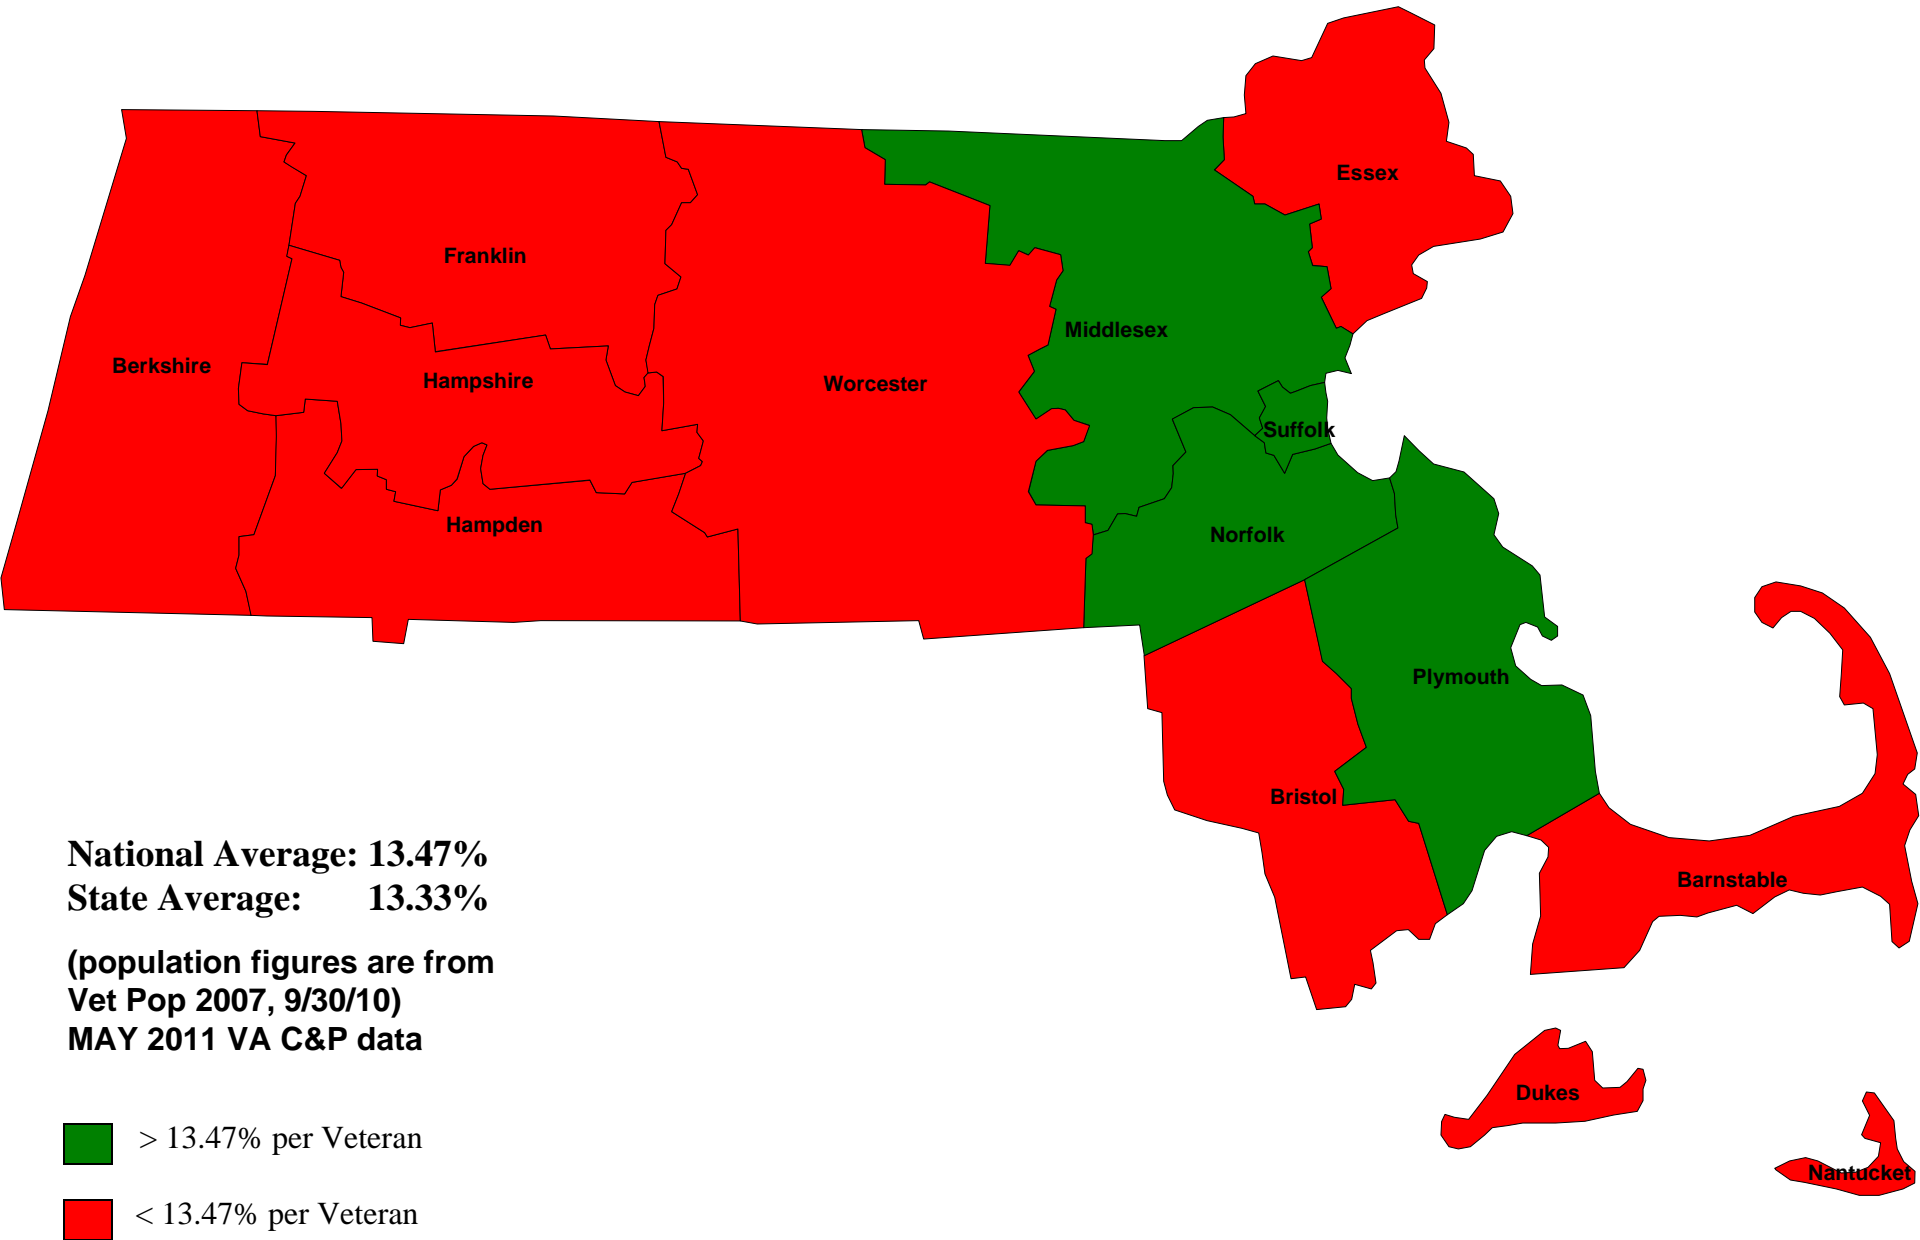 Essex
Franklin
Middlesex
Berkshire
Hampshire
Worcester
Suffolk
Hampden
Norfolk
Plymouth
Bristol
National Average: 13.47%
State Average: 13.33%
Barnstable
(population figures are from
Vet Pop 2007, 9/30/10)
MAY 2011 VA C&P data
Dukes
> 13.47% per Veteran
Nantucket
< 13.47% per Veteran